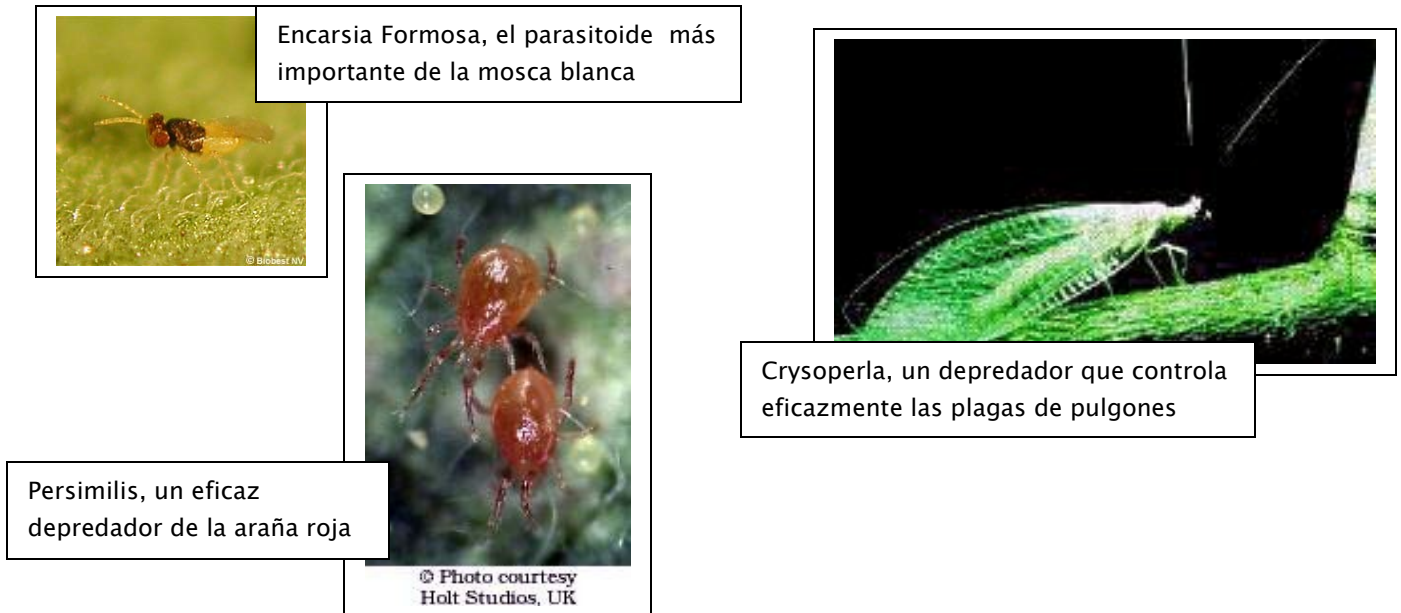 Encarsia Formosa, el parasitoide  más
importante de la mosca blanca
© Biobest NV
Crysoperla, un depredador que controla
eficazmente las plagas de pulgones
Persimilis, un eficaz
depredador de la araña roja
© Photo courtesy
Holt Studios, UK